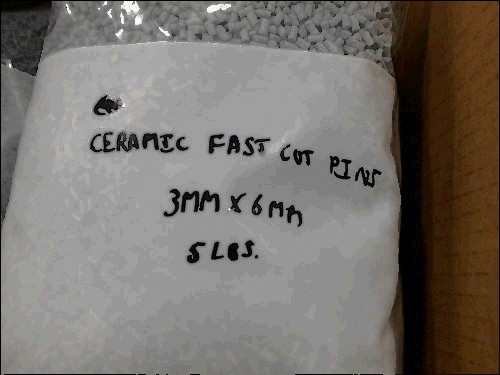 CERAMIC FAST CUT PINS
3MM X 6MM
5 LBS.